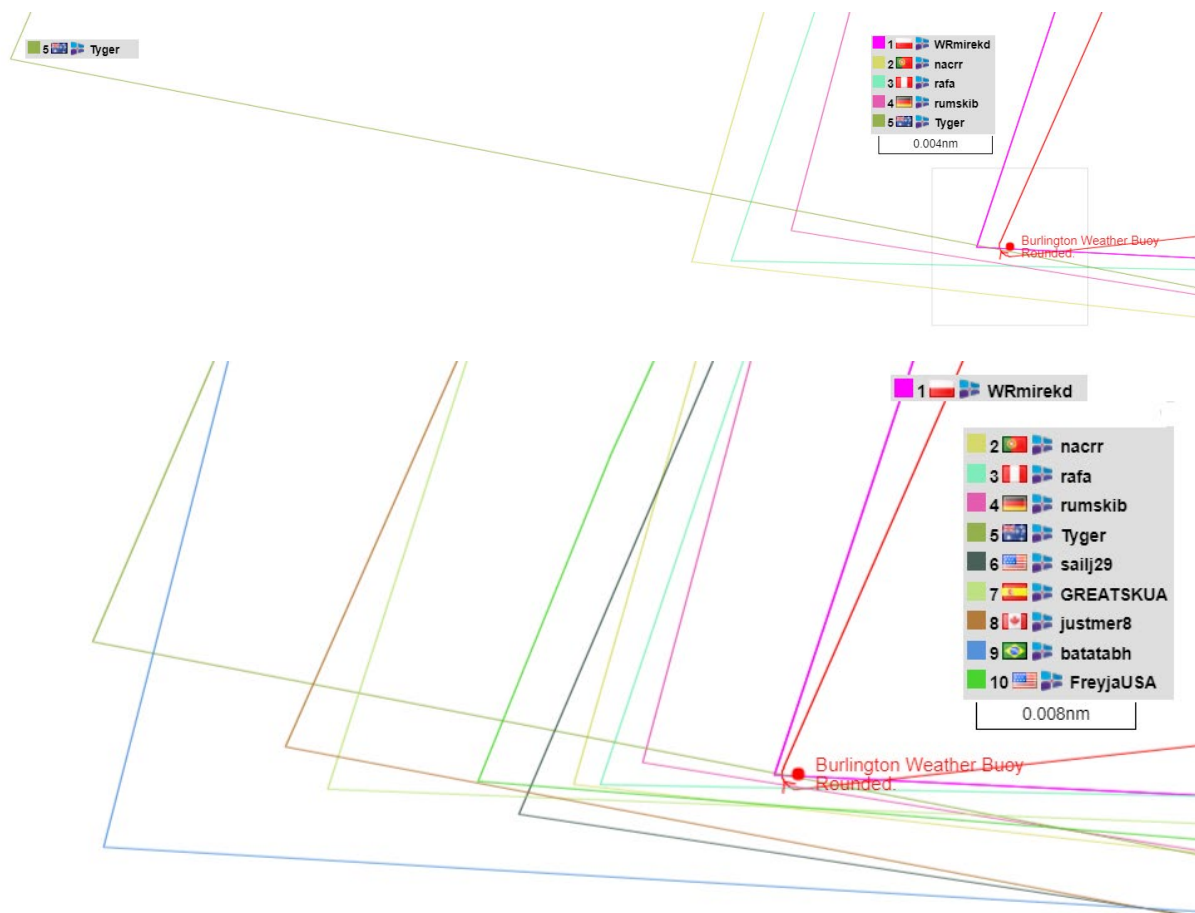 5 Tyger
1 WRmirekd
2 nacrr
3 rafa
4 rumskib
5 Tyger
0.004nm
Burlington Weather Buoy
Rounded.
1 WRmirekd
2 nacrr
3 rafa
4 rumskib
5 Tyger
6 sailj29
7 GREATSKUA
8 justmer8
9 batatabh
10 FreyjaUSA
0.008nm
Burlington Weather Buoy
Rounded.